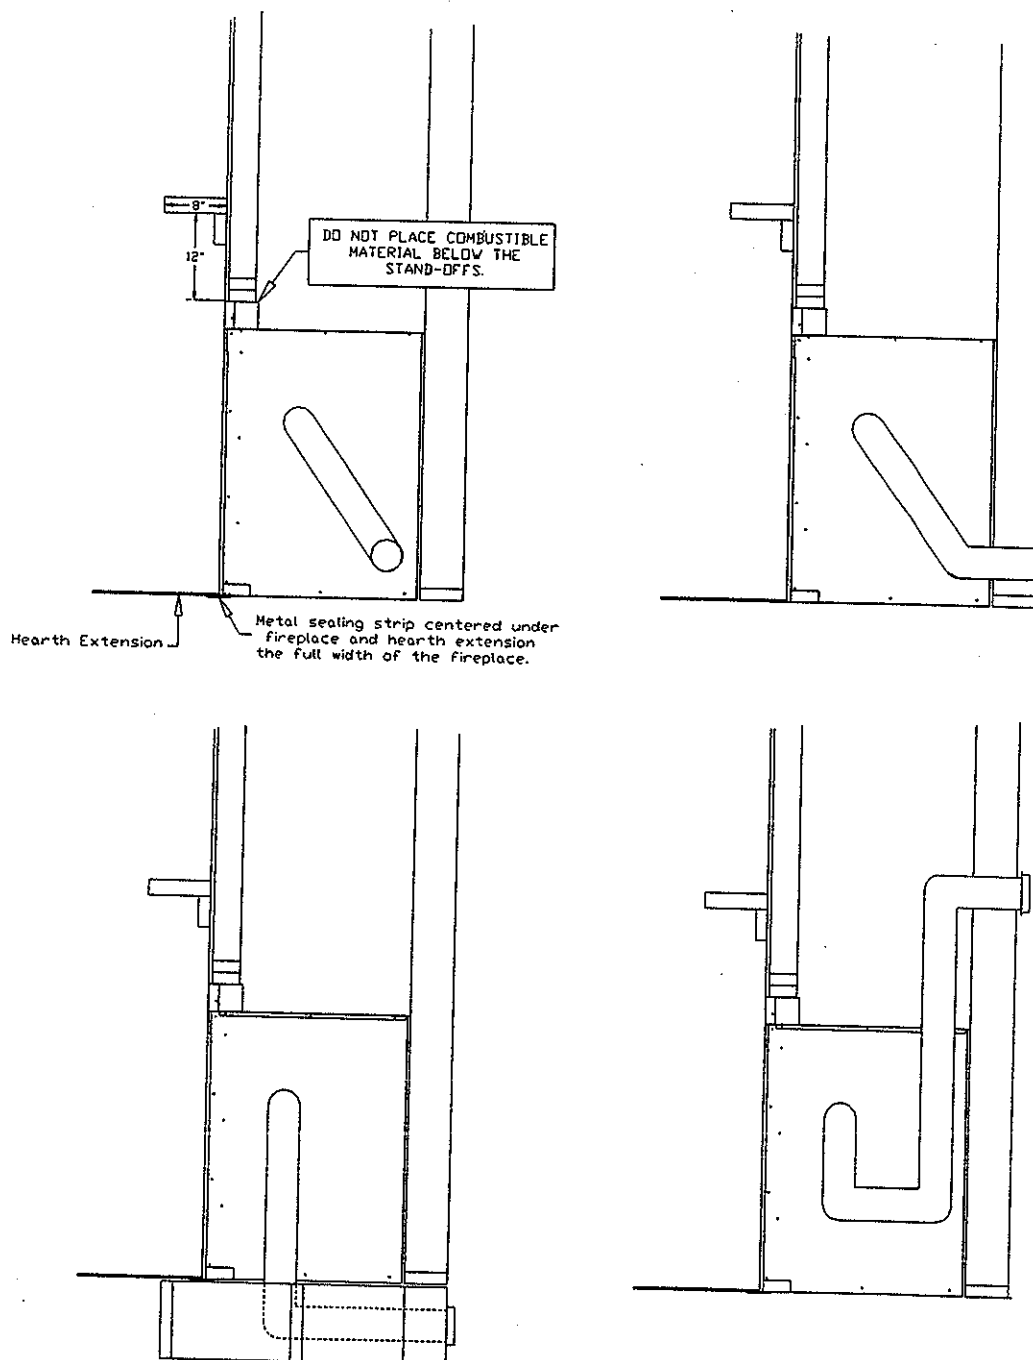 8"
12"
DO NOT PLACE COMBUSTIBLE
MATERIAL BELOW THE
STAND-OFFS.
Hearth Extension
Metal sealing strip centered under
fireplace and hearth extension
the full width of the fireplace.